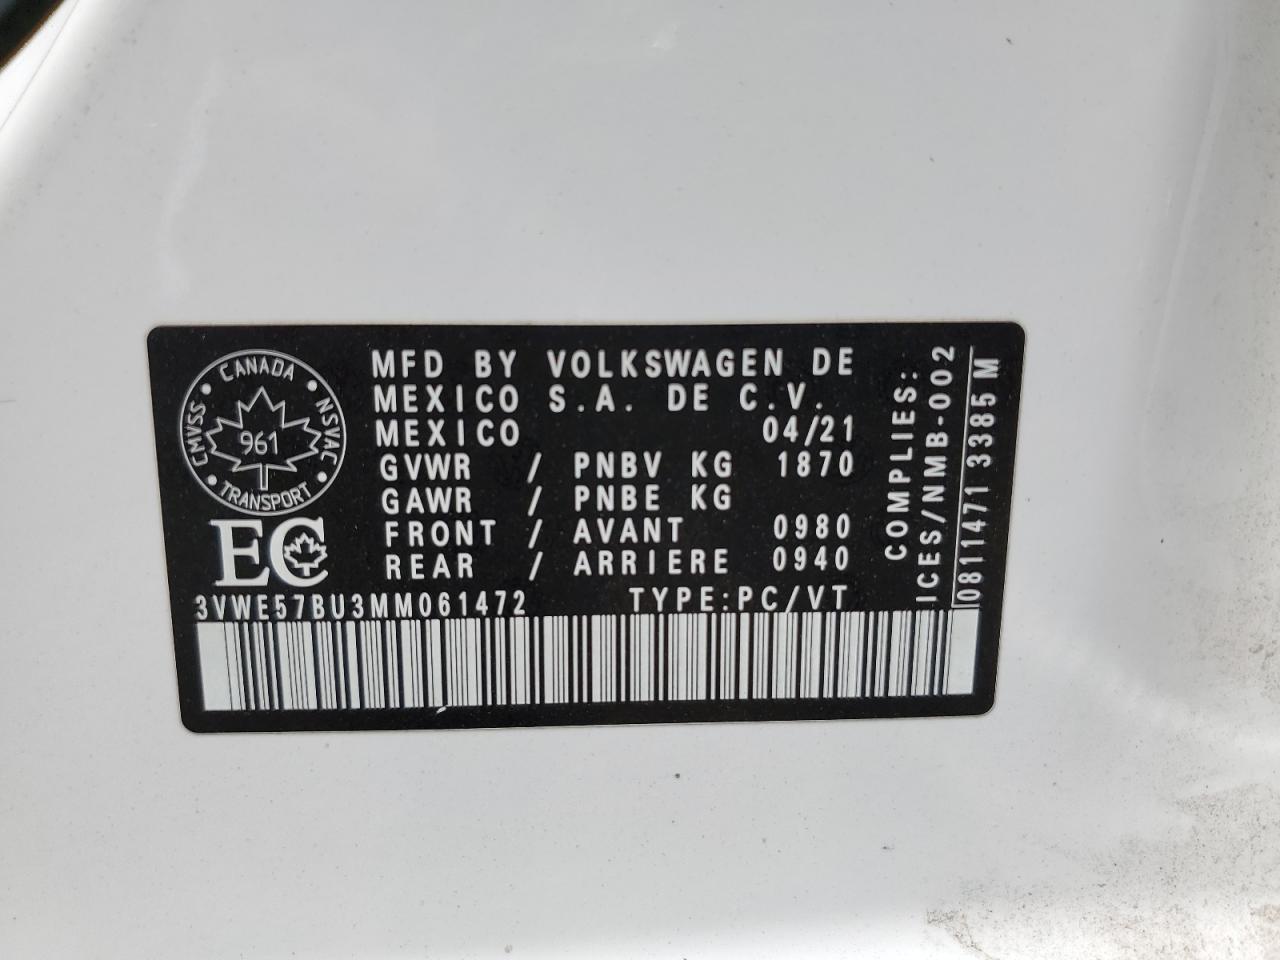 CANADA
CMVSS
NSVAC
961
TRANSPORT
EC
MFD BY VOLKSWAGEN DE
MEXICO S.A. DE C.V.
MEXICO 04/21
GVWR / PNBV KG 1870
GAWR / PNBE KG
FRONT / AVANT 0980
REAR / ARRIERE 0940
3VWE57BU3MM061472 TYPE:PC/VT
COMPLIES:
ICES/NMB-002
0811471 3385 M